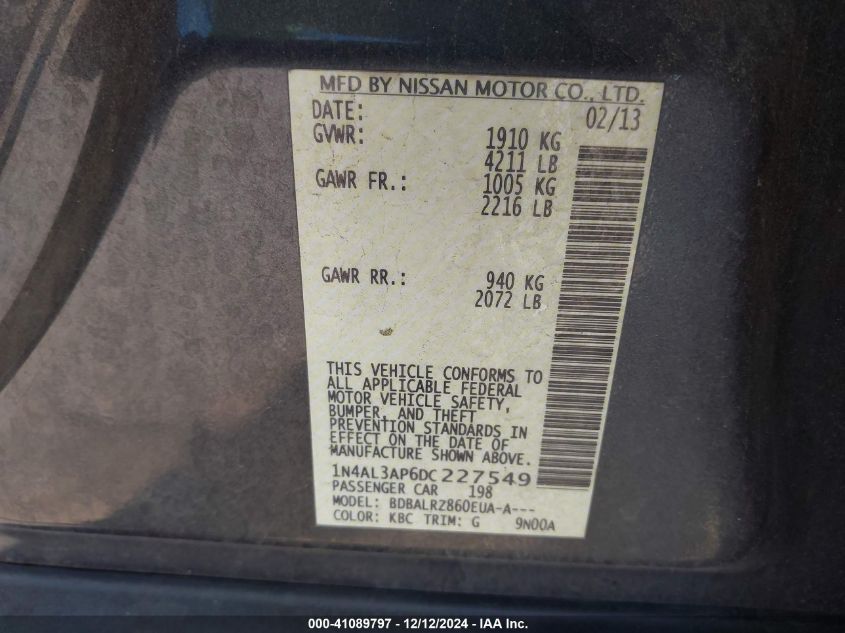 MFD BY NISSAN MOTOR CO., LTD.
DATE: 02/13
GVWR: 1910 KG
4211 LB
GAWR FR.: 1005 KG
2216 LB
GAWR RR.: 940 KG
2072 LB
THIS VEHICLE CONFORMS TO
ALL APPLICABLE FEDERAL
MOTOR VEHICLE SAFETY,
BUMPER, AND THEFT
PREVENTION STANDARDS IN
EFFECT ON THE DATE OF
MANUFACTURE SHOWN ABOVE.
1N4AL3AP6DC227549
PASSENGER CAR 198
MODEL: BDBALRZ860EUA-A---
COLOR: KBC TRIM: G 9N00A
000-41089797 - 12/12/2024 - IAA Inc.